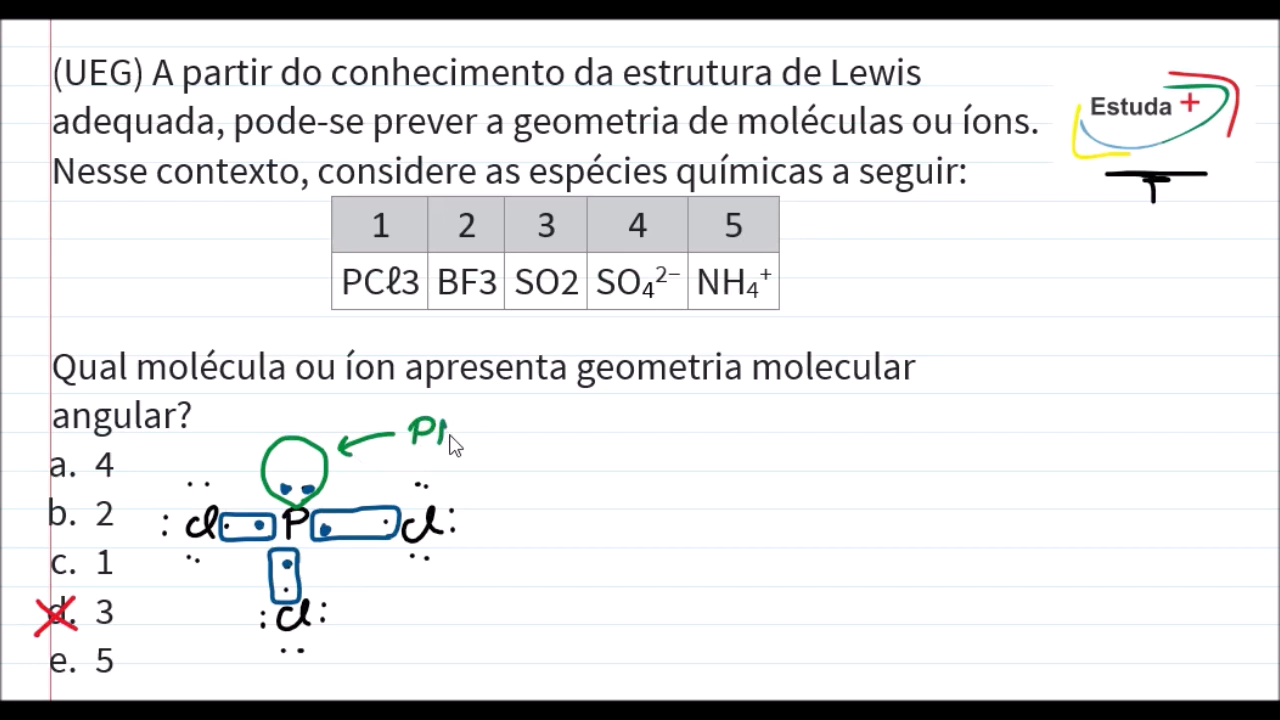 (UEG) A partir do conhecimento da estrutura de Lewis
adequada, pode-se prever a geometria de moléculas ou íons.
Nesse contexto, considere as espécies químicas a seguir:
Estuda +
T
1 2 3 4 5
PCℓ3 BF3 SO2 SO₄²⁻ NH₄⁺
Qual molécula ou íon apresenta geometria molecular
angular?
a. 4
b. 2
c. 1
d. 3
e. 5
Cl P Cl
Cl